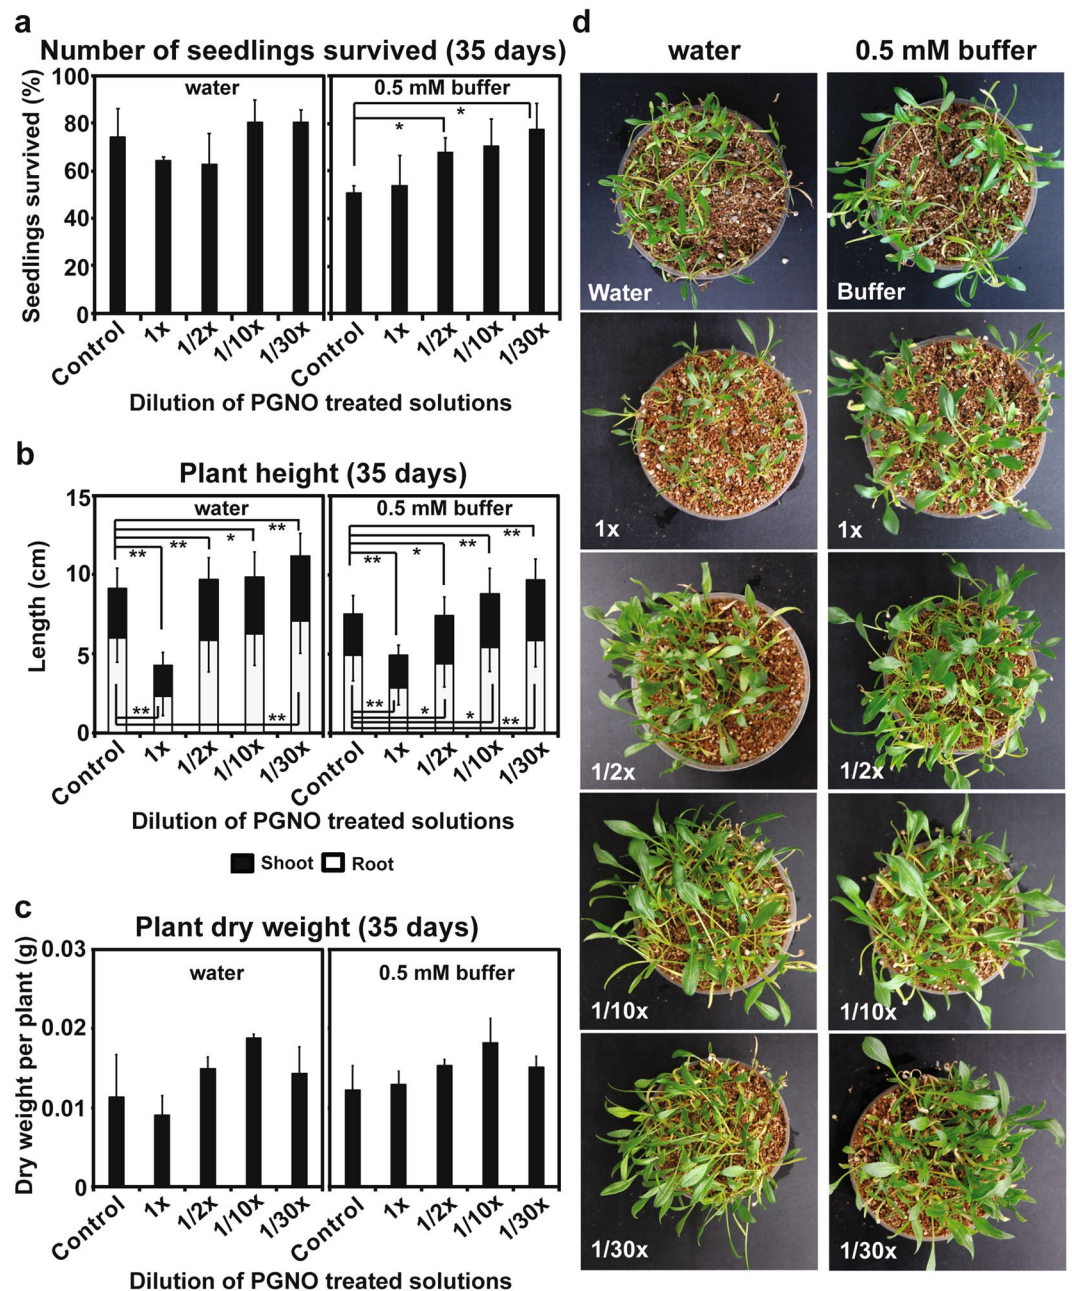 a
Number of seedlings survived (35 days)
Seedlings survived (%)
100
80
60
40
20
0
water
0.5 mM buffer
*
*
Control
1x
1/2x
1/10x
1/30x
Control
1x
1/2x
1/10x
1/30x
Dilution of PGNO treated solutions
b
Plant height (35 days)
Length (cm)
15
10
5
0
water
0.5 mM buffer
**
**
*
**
**
*
**
**
**
**
**
*
*
**
Control
1x
1/2x
1/10x
1/30x
Control
1x
1/2x
1/10x
1/30x
Dilution of PGNO treated solutions
Shoot
Root
c
Plant dry weight (35 days)
Dry weight per plant (g)
0.03
0.02
0.01
0
water
0.5 mM buffer
Control
1x
1/2x
1/10x
1/30x
Control
1x
1/2x
1/10x
1/30x
Dilution of PGNO treated solutions
d
water
0.5 mM buffer
Water
Buffer
1x
1x
1/2x
1/2x
1/10x
1/10x
1/30x
1/30x